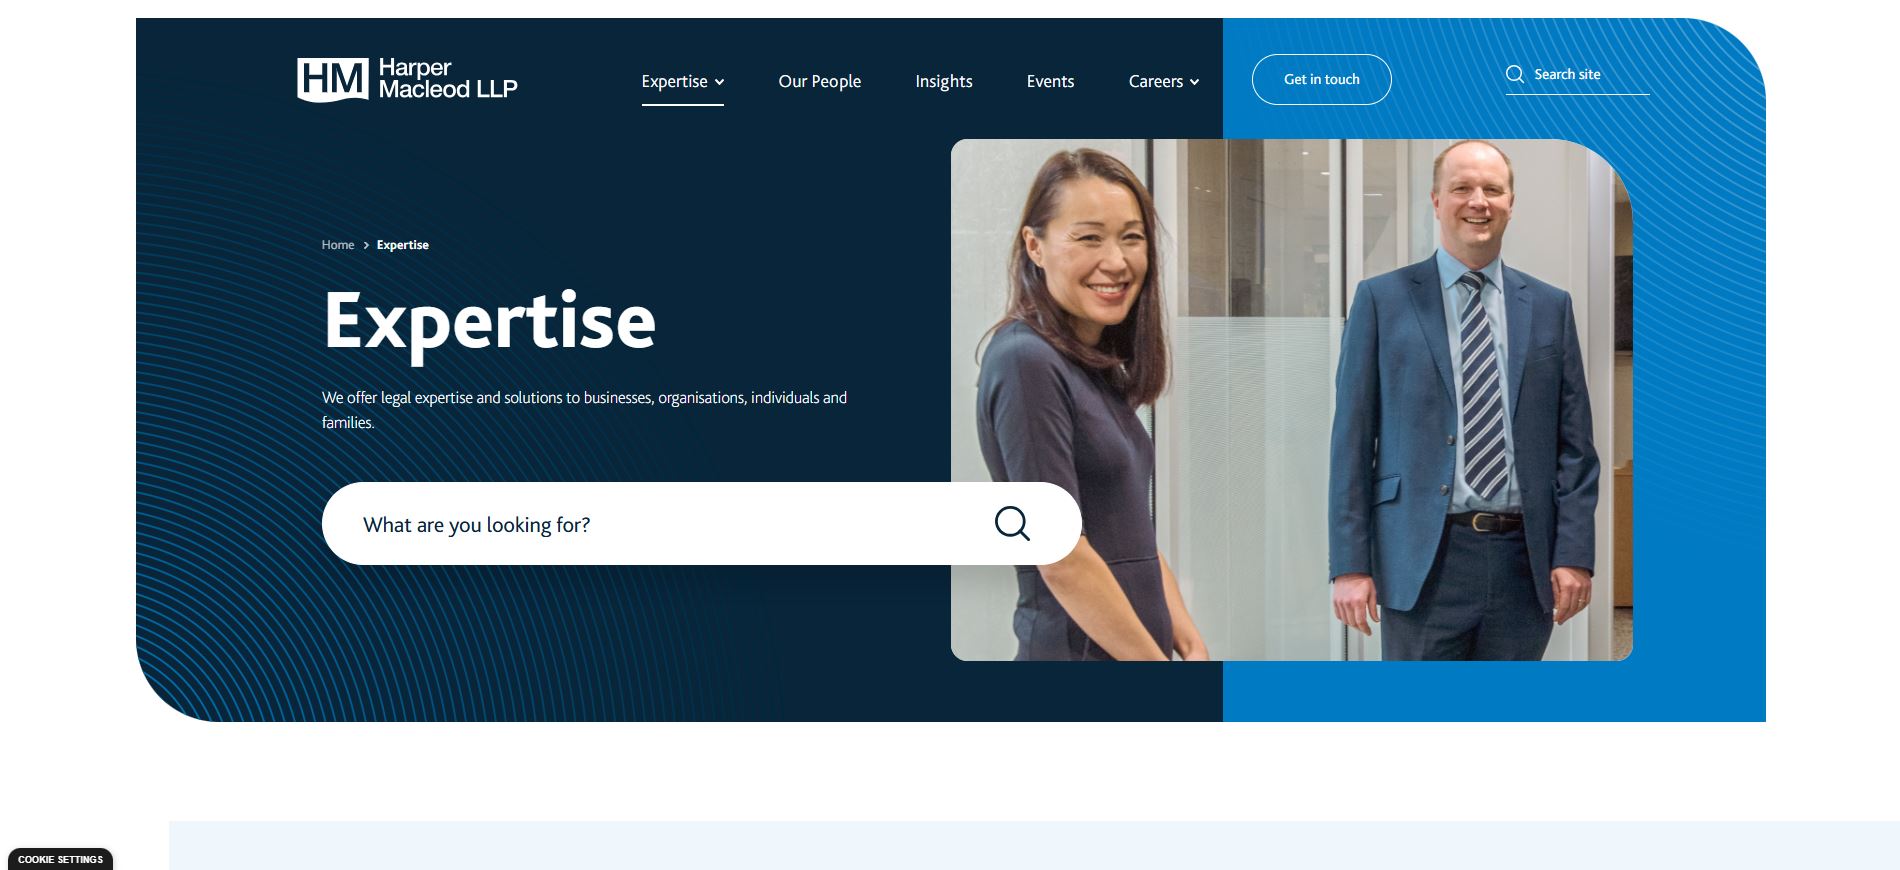 HM Harper
Macleod LLP
Expertise
Our People
Insights
Events
Careers
Get in touch
Search site
Home > Expertise
Expertise
We offer legal expertise and solutions to businesses, organisations, individuals and
families.
What are you looking for?
COOKIE SETTINGS